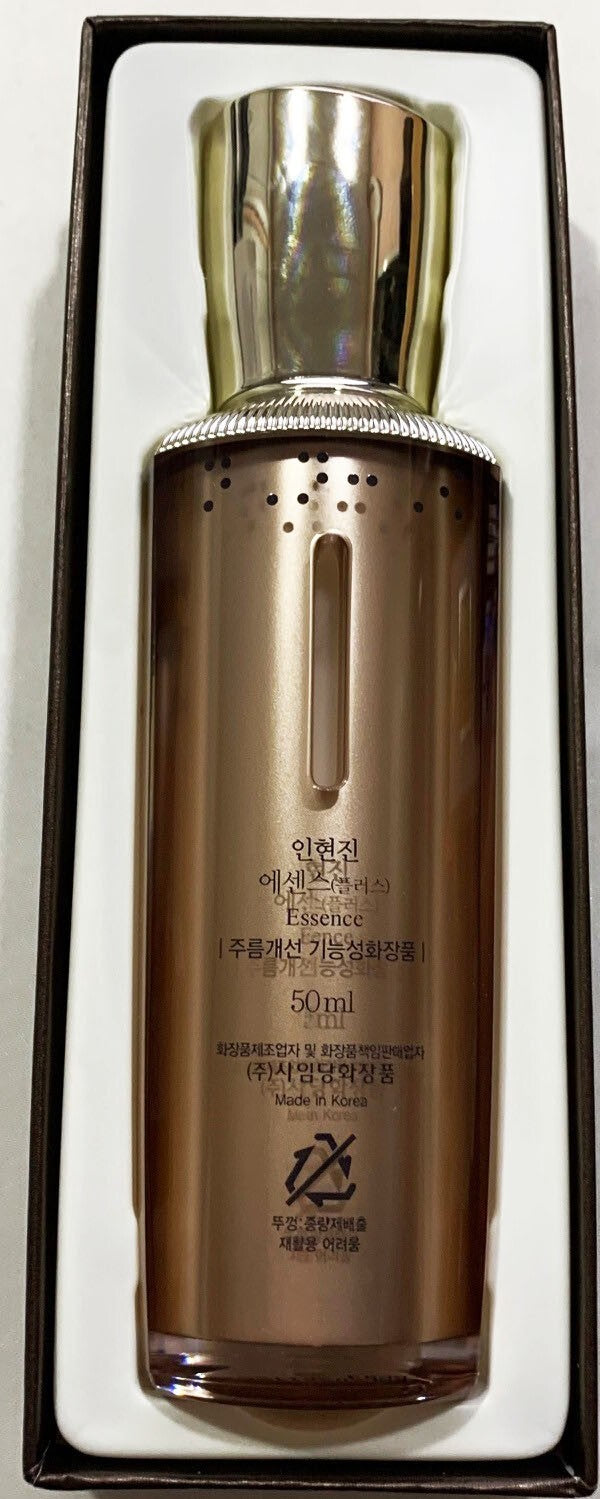 인현진
에센스(플러스)
Essence
| 주름개선 기능성화장품 |
50ml
화장품제조업자 및 화장품책임판매업자
(주)사임당화장품
Made in Korea
뚜껑·중량제배출
재활용 어려움